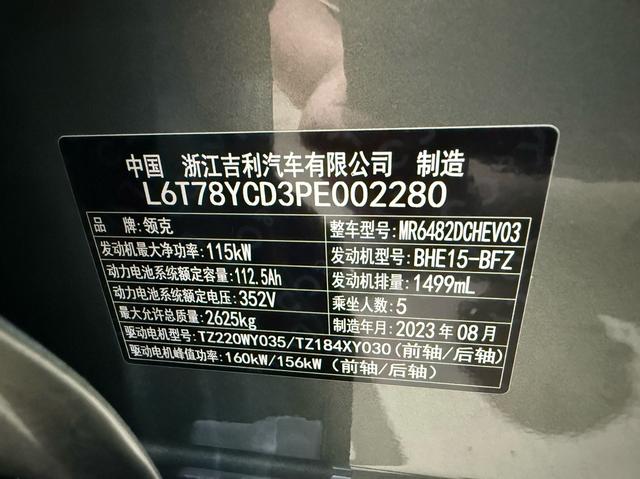 中国 浙江吉利汽车有限公司 制造
L6T78YCD3PE002280
品 牌:领克
整车型号:MR6482DCHEV03
发动机最大净功率:115kW
发动机型号:BHE15-BFZ
动力电池系统额定容量:112.5Ah
发动机排量:1499mL
动力电池系统额定电压:352V
乘坐人数:5
最大允许总质量:2625kg
制造年月:2023年08月
驱动电机型号:TZ220WY035/TZ184XY030(前轴/后轴)
驱动电机峰值功率:160kW/156kW (前轴/后轴)